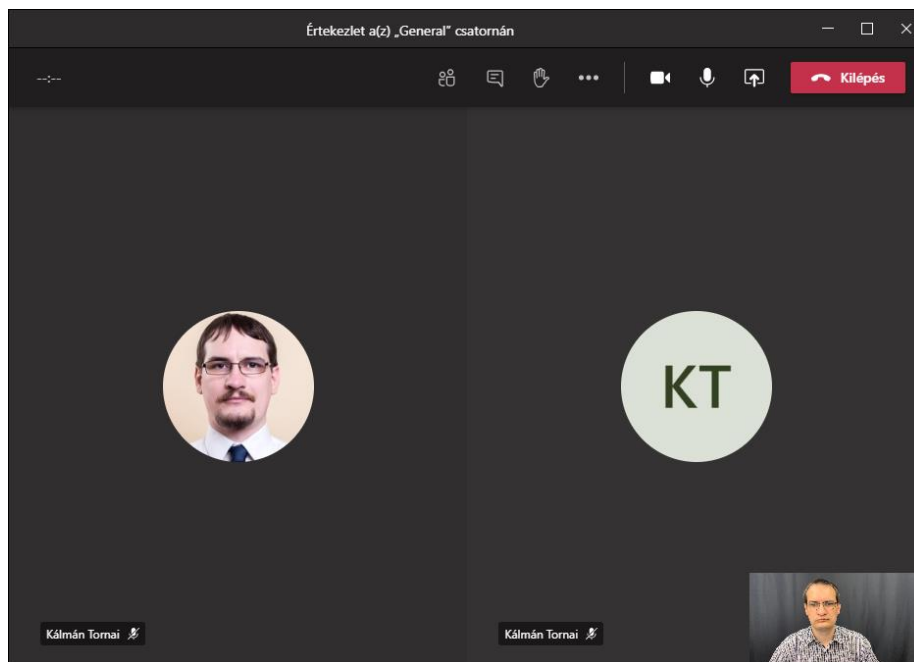 Értekezlet a(z) „General” csatornán
--:--
Kilépés
KT
Kálmán Tornai
Kálmán Tornai